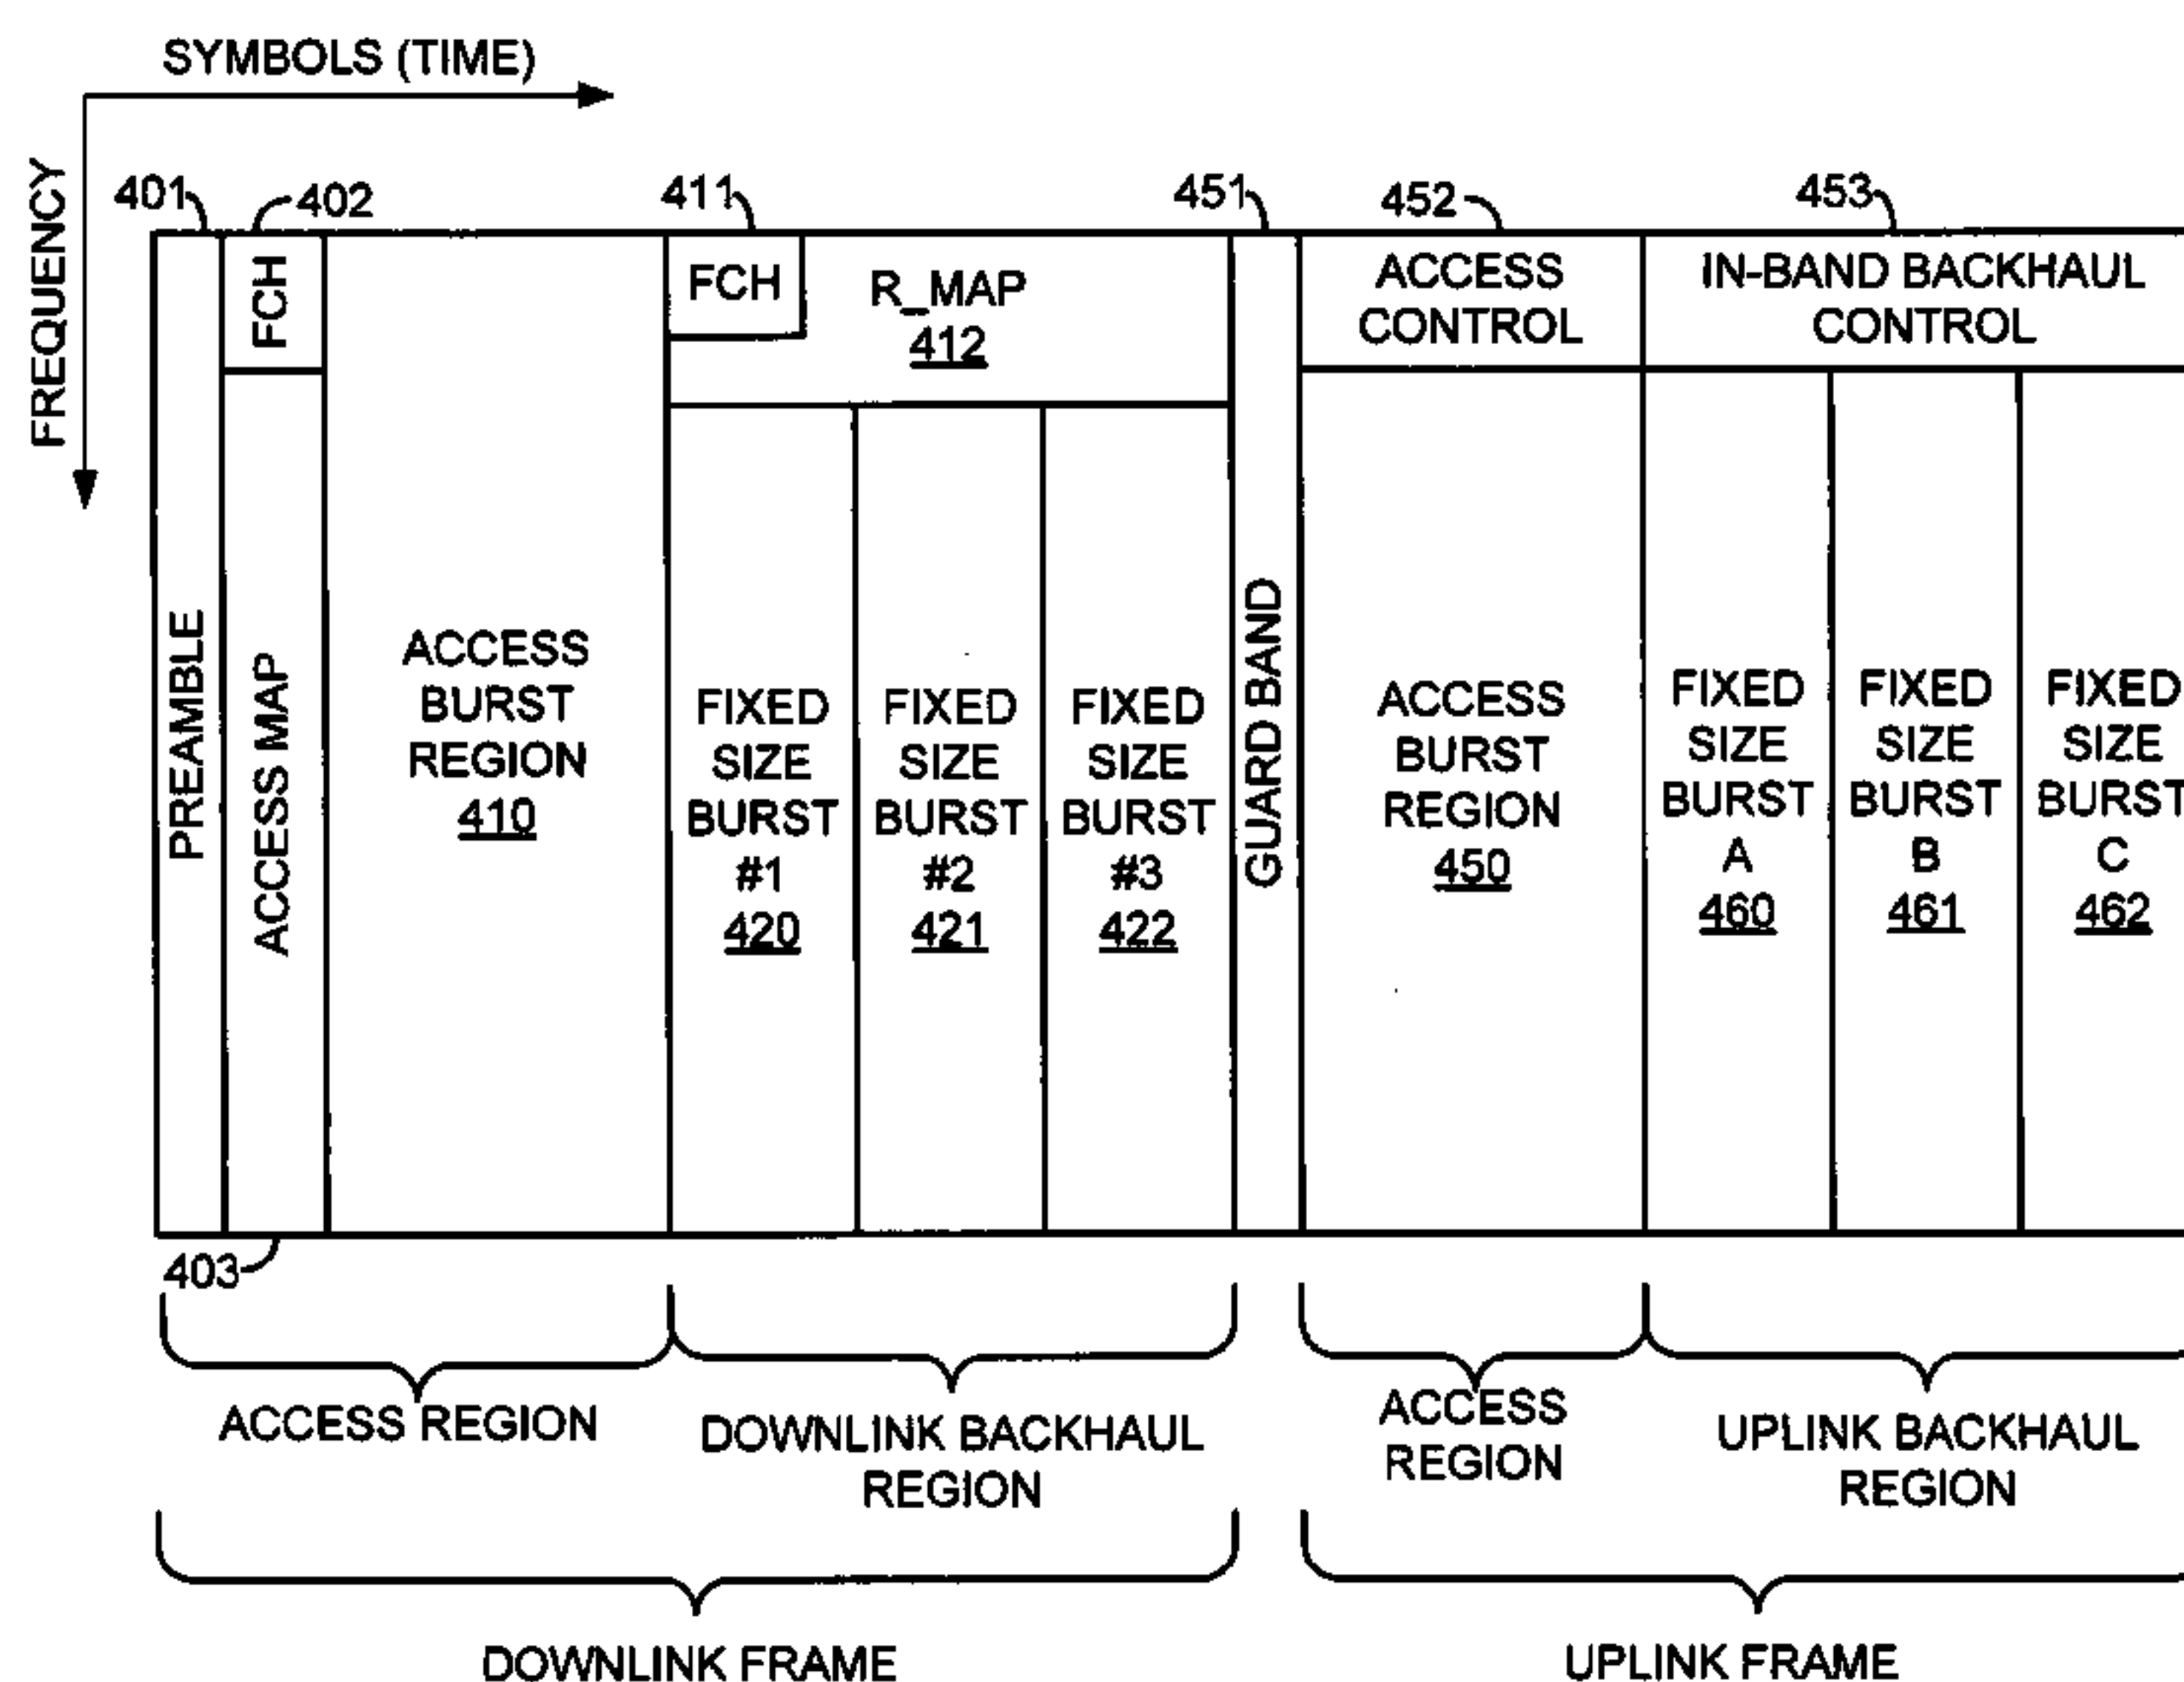 SYMBOLS (TIME)
FREQUENCY
401
402
411
451
452
453
PREAMBLE
FCH
ACCESS MAP
403
ACCESS
BURST
REGION
410
FCH
R_MAP
412
FIXED
SIZE
BURST
#1
420
FIXED
SIZE
BURST
#2
421
FIXED
SIZE
BURST
#3
422
GUARD BAND
ACCESS
CONTROL
ACCESS
BURST
REGION
450
IN-BAND BACKHAUL
CONTROL
FIXED
SIZE
BURST
A
460
FIXED
SIZE
BURST
B
461
FIXED
SIZE
BURST
C
462
ACCESS REGION
DOWNLINK BACKHAUL
REGION
ACCESS
REGION
UPLINK BACKHAUL
REGION
DOWNLINK FRAME
UPLINK FRAME